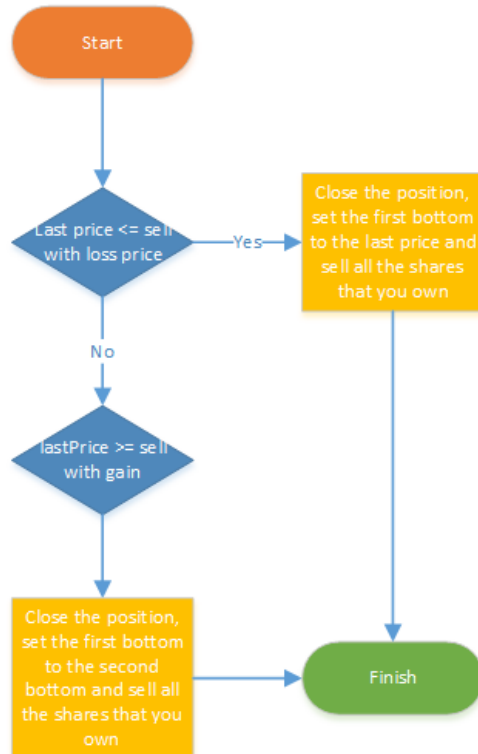 Start
Last price <= sell
with loss price
Yes
Close the position,
set the first bottom
to the last price and
sell all the shares
that you own
No
lastPrice >= sell
with gain
Close the position,
set the first bottom
to the second
bottom and sell all
the shares that you
own
Finish